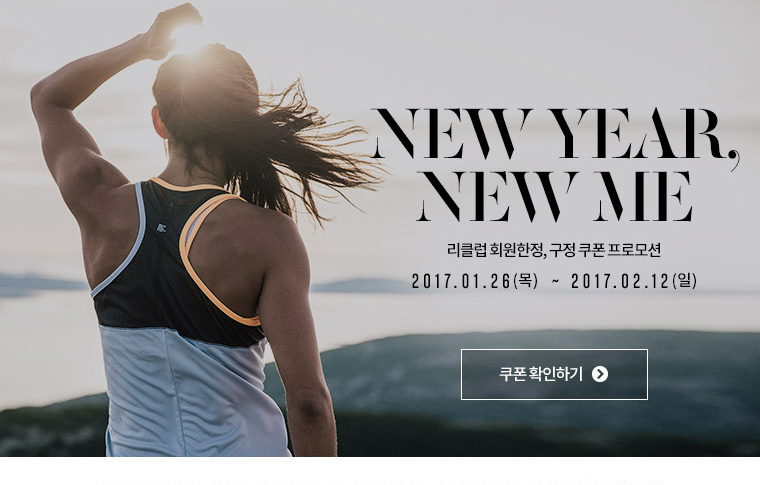 NEW YEAR,
NEW ME
리클럽 회원한정, 구정 쿠폰 프로모션
2017.01.26(목) ~ 2017.02.12(일)
쿠폰 확인하기